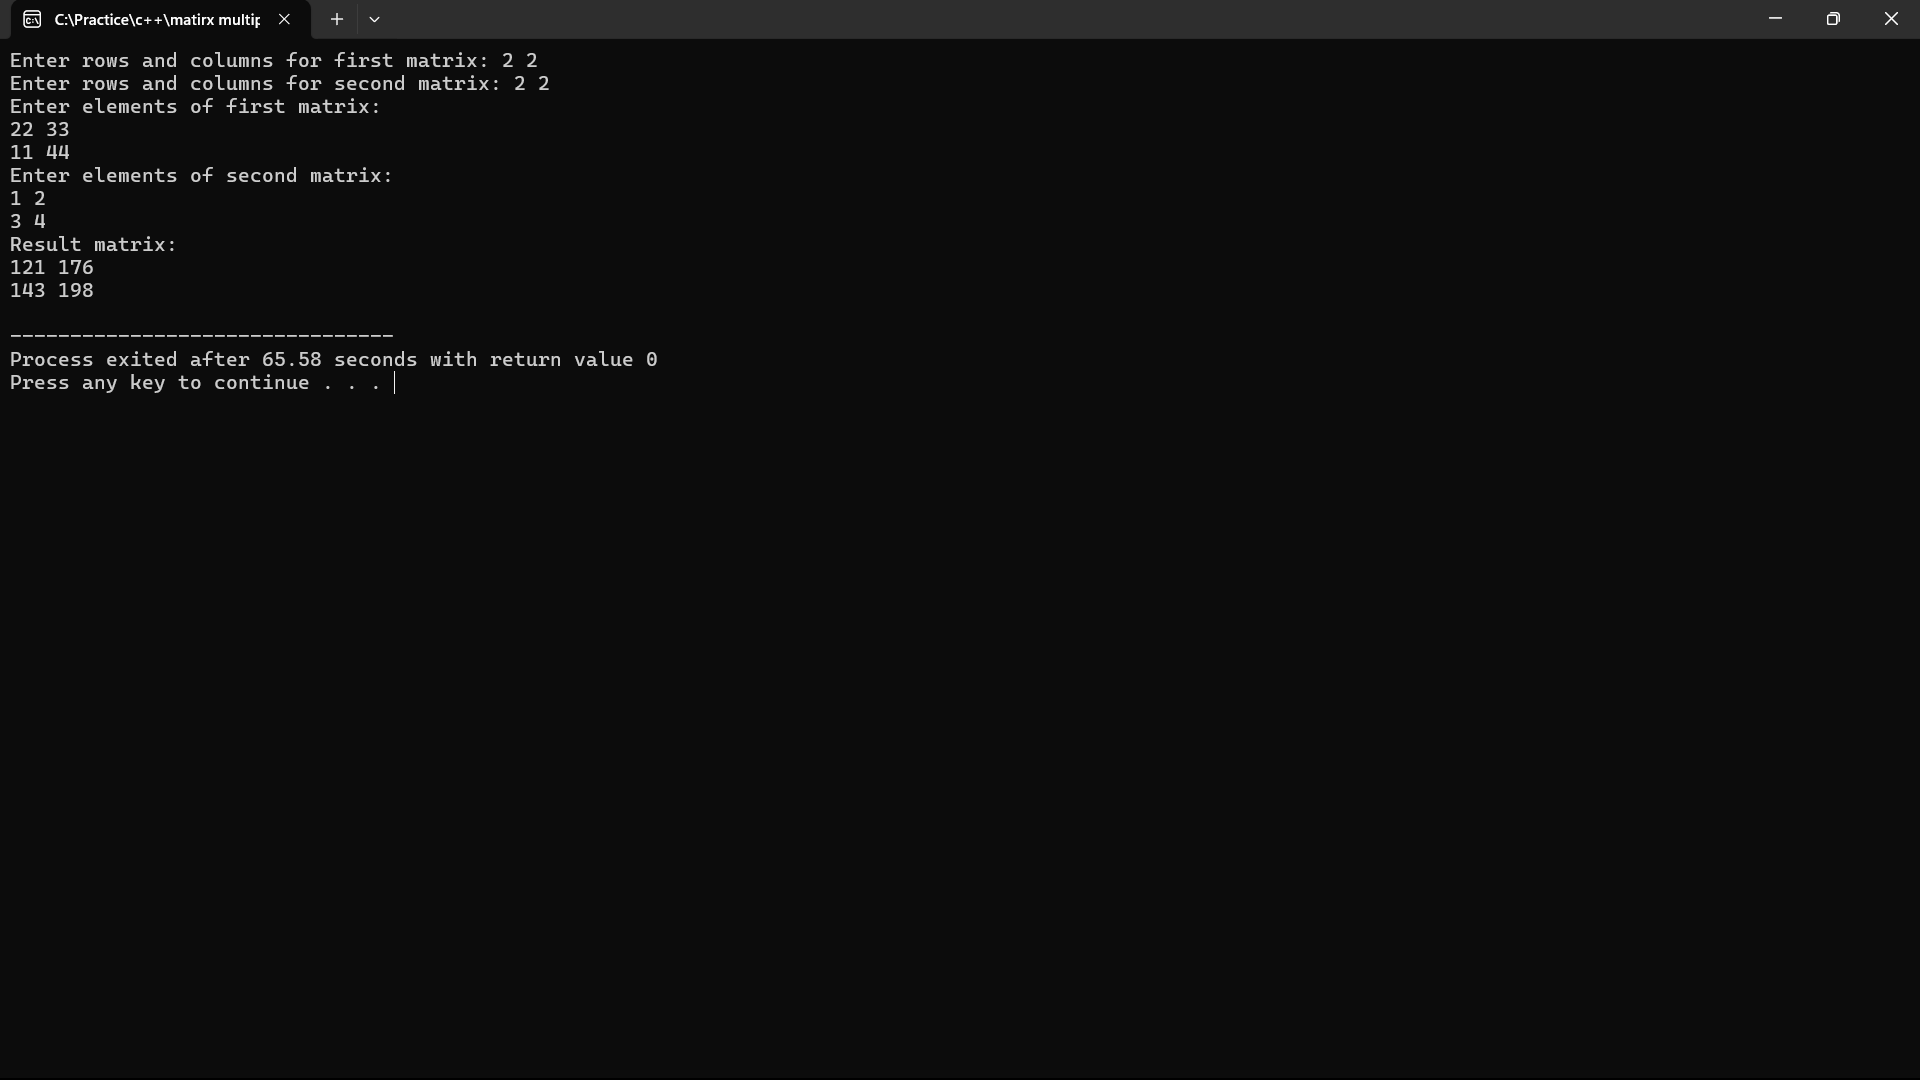 C:\Practice\c++\matirx multip
Enter rows and columns for first matrix: 2 2
Enter rows and columns for second matrix: 2 2
Enter elements of first matrix:
22 33
11 44
Enter elements of second matrix:
1 2
3 4
Result matrix:
121 176
143 198
--------------------------------
Process exited after 65.58 seconds with return value 0
Press any key to continue . . .